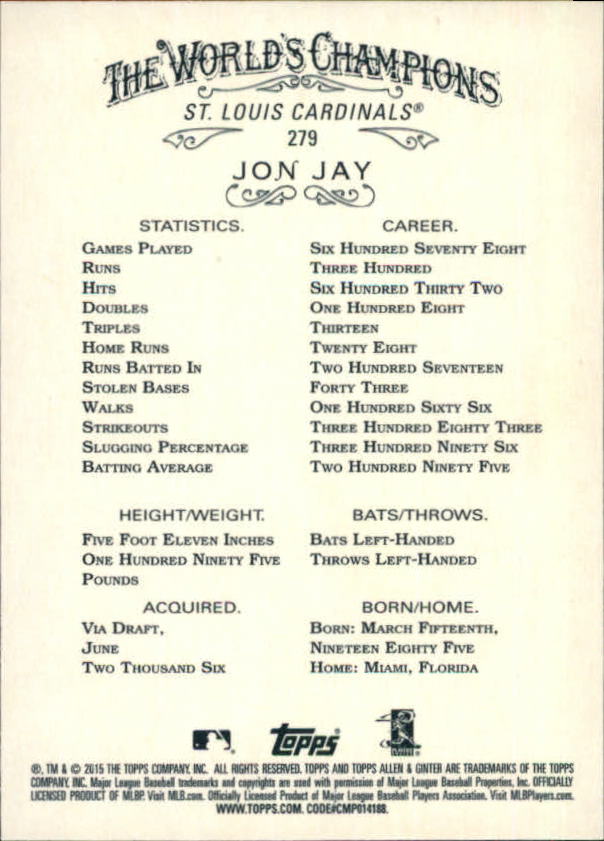 THE WORLD'S CHAMPIONS
ST. LOUIS CARDINALS®
279
JON JAY
STATISTICS.
GAMES PLAYED
RUNS
HITS
DOUBLES
TRIPLES
HOME RUNS
RUNS BATTED IN
STOLEN BASES
WALKS
STRIKEOUTS
SLUGGING PERCENTAGE
BATTING AVERAGE
CAREER.
SIX HUNDRED SEVENTY EIGHT
THREE HUNDRED
SIX HUNDRED THIRTY TWO
ONE HUNDRED EIGHT
THIRTEEN
TWENTY EIGHT
TWO HUNDRED SEVENTEEN
FORTY THREE
ONE HUNDRED SIXTY SIX
THREE HUNDRED EIGHTY THREE
THREE HUNDRED NINETY SIX
TWO HUNDRED NINETY FIVE
HEIGHT/WEIGHT.
FIVE FOOT ELEVEN INCHES
ONE HUNDRED NINETY FIVE
POUNDS
BATS/THROWS.
BATS LEFT-HANDED
THROWS LEFT-HANDED
ACQUIRED.
VIA DRAFT,
JUNE
TWO THOUSAND SIX
BORN/HOME.
BORN: MARCH FIFTEENTH,
NINETEEN EIGHTY FIVE
HOME: MIAMI, FLORIDA
topps
®, TM & © 2015 THE TOPPS COMPANY, INC. ALL RIGHTS RESERVED. TOPPS AND TOPPS ALLEN & GINTER ARE TRADEMARKS OF THE TOPPS
COMPANY, INC. Major League Baseball trademarks and copyrights are used with permission of Major League Baseball Properties, Inc. OFFICIALLY
LICENSED PRODUCT OF MLBP. Visit MLB.com. Officially Licensed Product of Major League Baseball Players Association. Visit MLBPlayers.com.
WWW.TOPPS.COM. CODE#CMP014188.